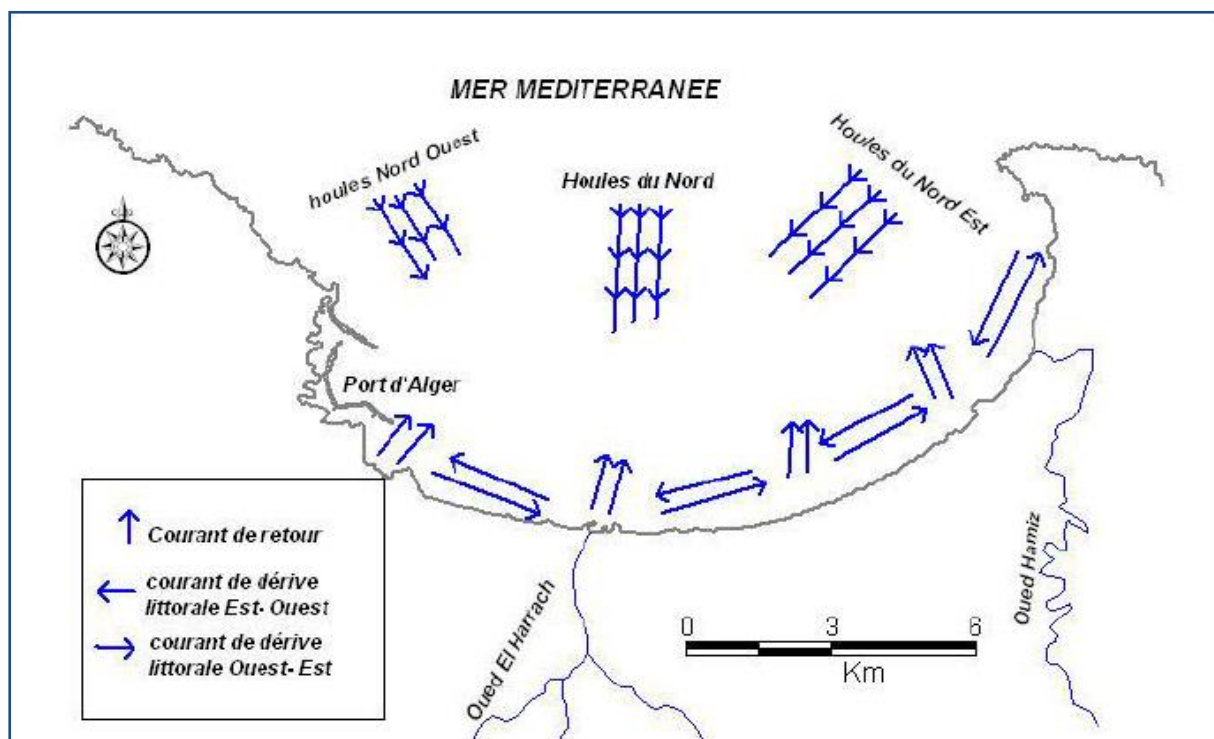 MER MEDITERRANEE
houles Nord Ouest
Houles du Nord
Houles du Nord Est
Port d'Alger
Courant de retour
courant de dérive
littorale Est- Ouest
courant de dérive
littorale Ouest- Est
Oued El Harrach
Oued Hamiz
0 3 6
Km